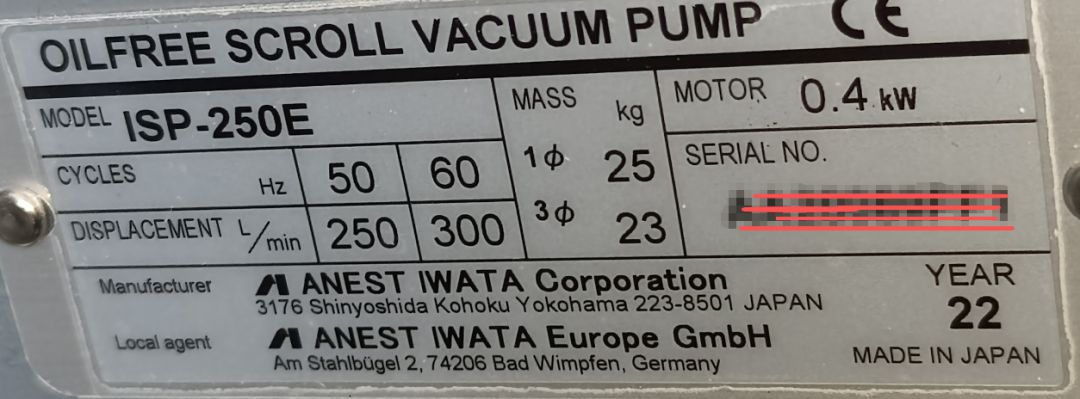 OILFREE SCROLL VACUUM PUMP CE
MODEL ISP-250E
MASS kg
1ϕ 25
3ϕ 23
MOTOR 0.4 kW
CYCLES Hz 50 60
DISPLACEMENT L/min 250 300
SERIAL NO.
Manufacturer ANEST IWATA Corporation
3176 Shinyoshida Kohoku Yokohama 223-8501 JAPAN
Local agent ANEST IWATA Europe GmbH
Am Stahlbügel 2, 74206 Bad Wimpfen, Germany
YEAR
22
MADE IN JAPAN